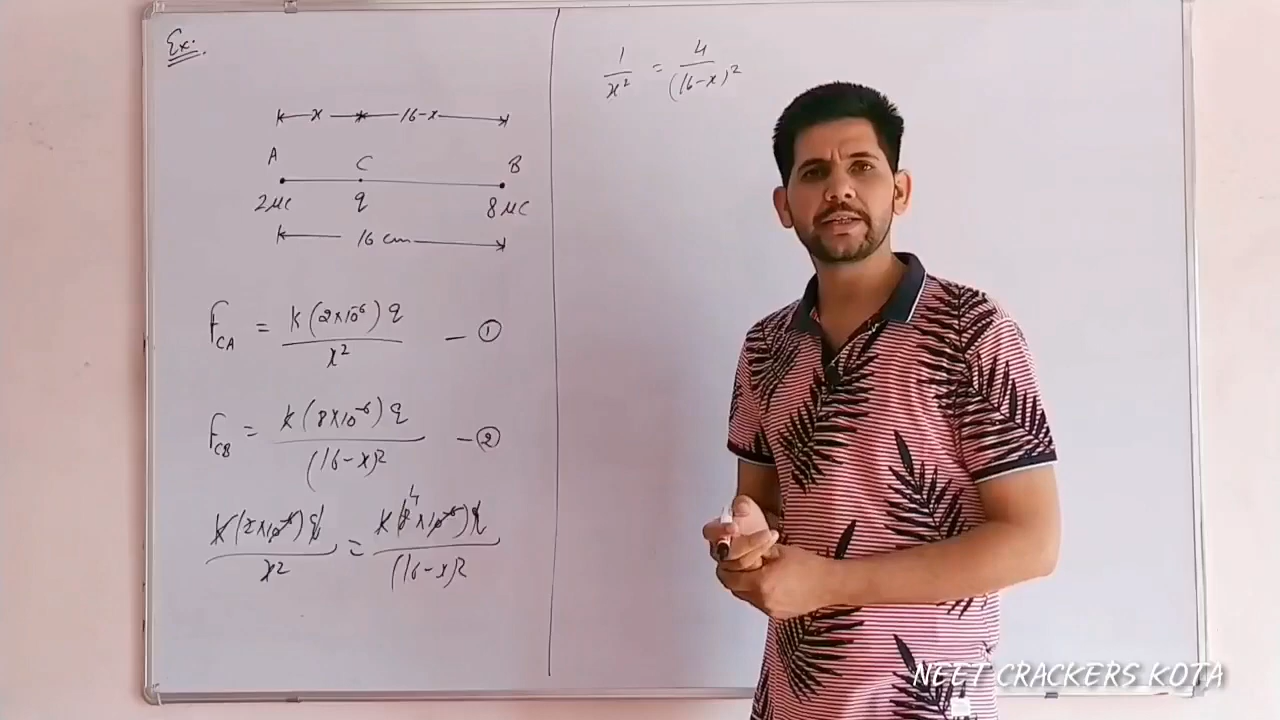 Ex:
x 16-x
A C B
2μC q 8μC
16 cm
F_CA = K(2×10⁻⁶)q / x² — ①
F_CB = K(8×10⁻⁶)q / (16-x)² — ②
K(2×10⁻⁶)q / x² = K(8×10⁻⁶)q / (16-x)²
4
1 / x² = 4 / (16-x)²
NEET CRACKERS KOTA